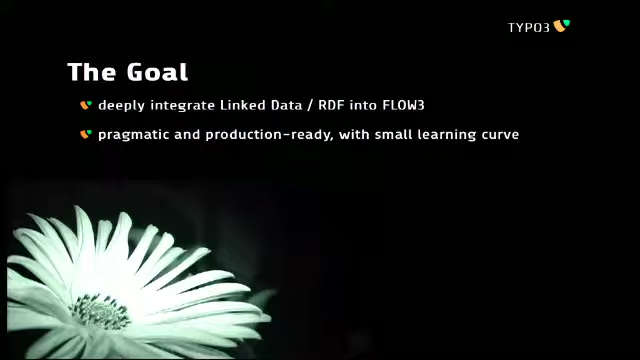 TYPO3
The Goal
deeply integrate Linked Data / RDF into FLOW3
pragmatic and production-ready, with small learning curve